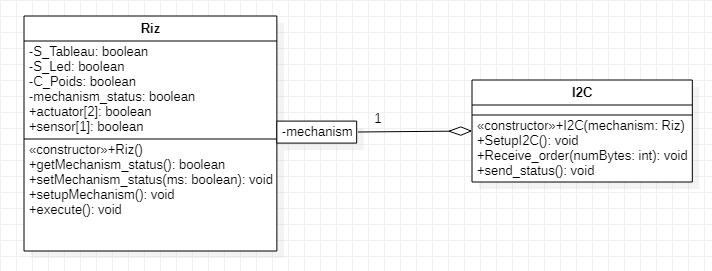 Riz
-S_Tableau: boolean
-S_Led: boolean
-C_Poids: boolean
-mechanism_status: boolean
+actuator[2]: boolean
+sensor[1]: boolean
«constructor»+Riz()
+getMechanism_status(): boolean
+setMechanism_status(ms: boolean): void
+setupMechanism(): void
+execute(): void
-mechanism
1
I2C
«constructor»+I2C(mechanism: Riz)
+SetupI2C(): void
+Receive_order(numBytes: int): void
+send_status(): void